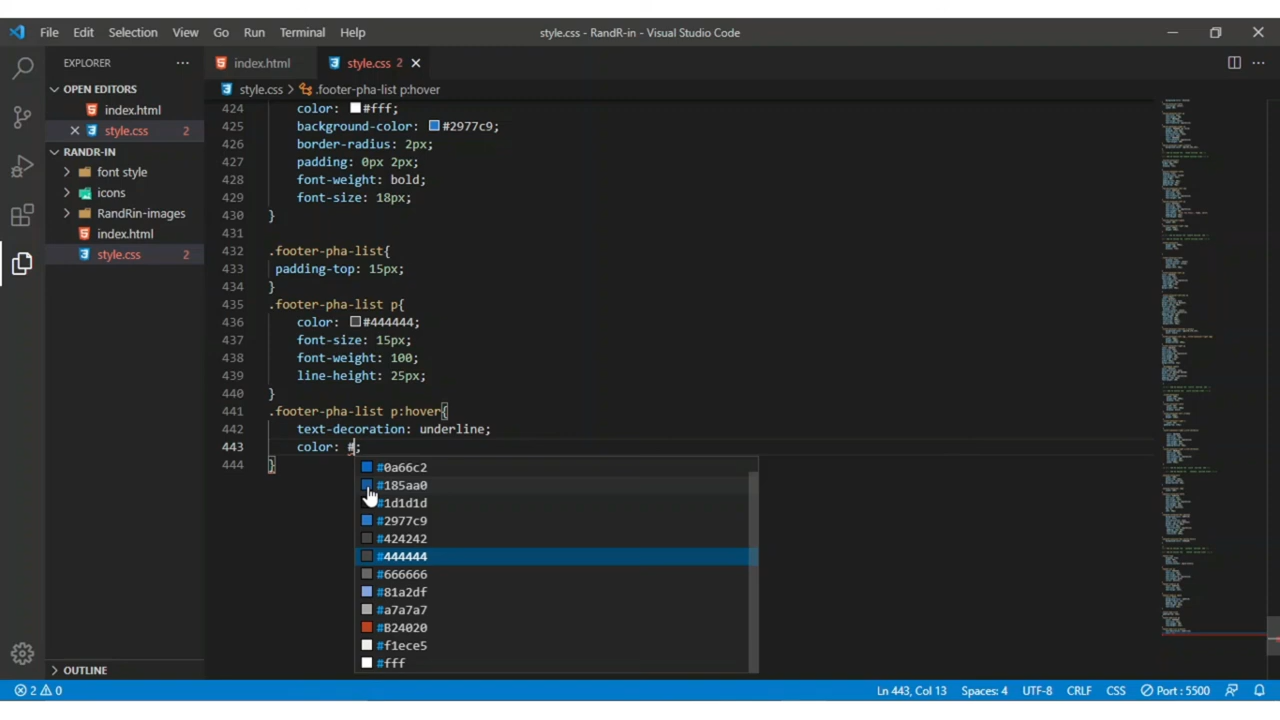 File Edit Selection View Go Run Terminal Help style.css - RandR-in - Visual Studio Code
EXPLORER ... index.html style.css 2
OPEN EDITORS
style.css > .footer-pha-list p:hover
index.html
style.css 2
RANDR-IN
font style
icons
RandRin-images
index.html
style.css 2
424 color: #fff;
425 background-color: #2977c9;
426 border-radius: 2px;
427 padding: 0px 2px;
428 font-weight: bold;
429 font-size: 18px;
430 }
431
432 .footer-pha-list{
433 padding-top: 15px;
434 }
435 .footer-pha-list p{
436 color: #444444;
437 font-size: 15px;
438 font-weight: 100;
439 line-height: 25px;
440 }
441 .footer-pha-list p:hover{
442 text-decoration: underline;
443 color: #;
444 }
#0a66c2
#185aa0
#1d1d1d
#2977c9
#424242
#444444
#666666
#81a2df
#a7a7a7
#B24020
#f1ece5
#fff
OUTLINE
2 0 Ln 443, Col 13 Spaces: 4 UTF-8 CRLF CSS Port : 5500